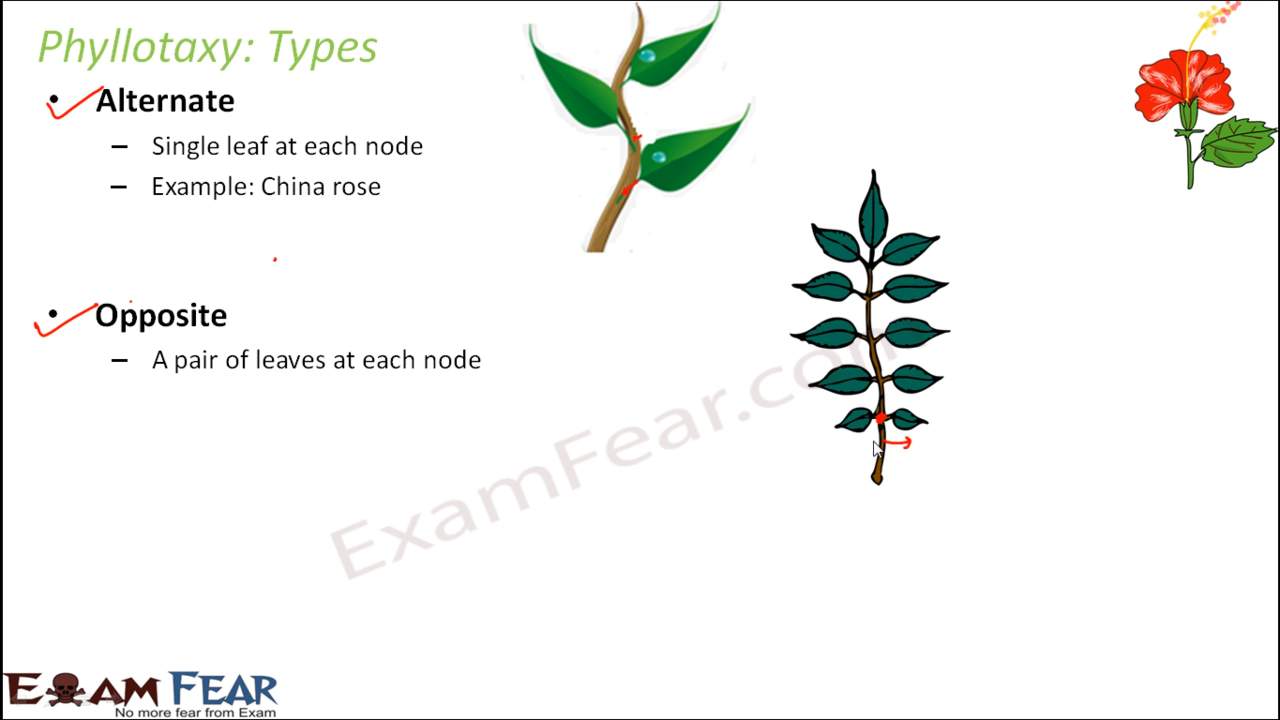 Phyllotaxy: Types
• Alternate
– Single leaf at each node
– Example: China rose
• Opposite
– A pair of leaves at each node
ExamFear.com
EXAM FEAR
No more fear from Exam